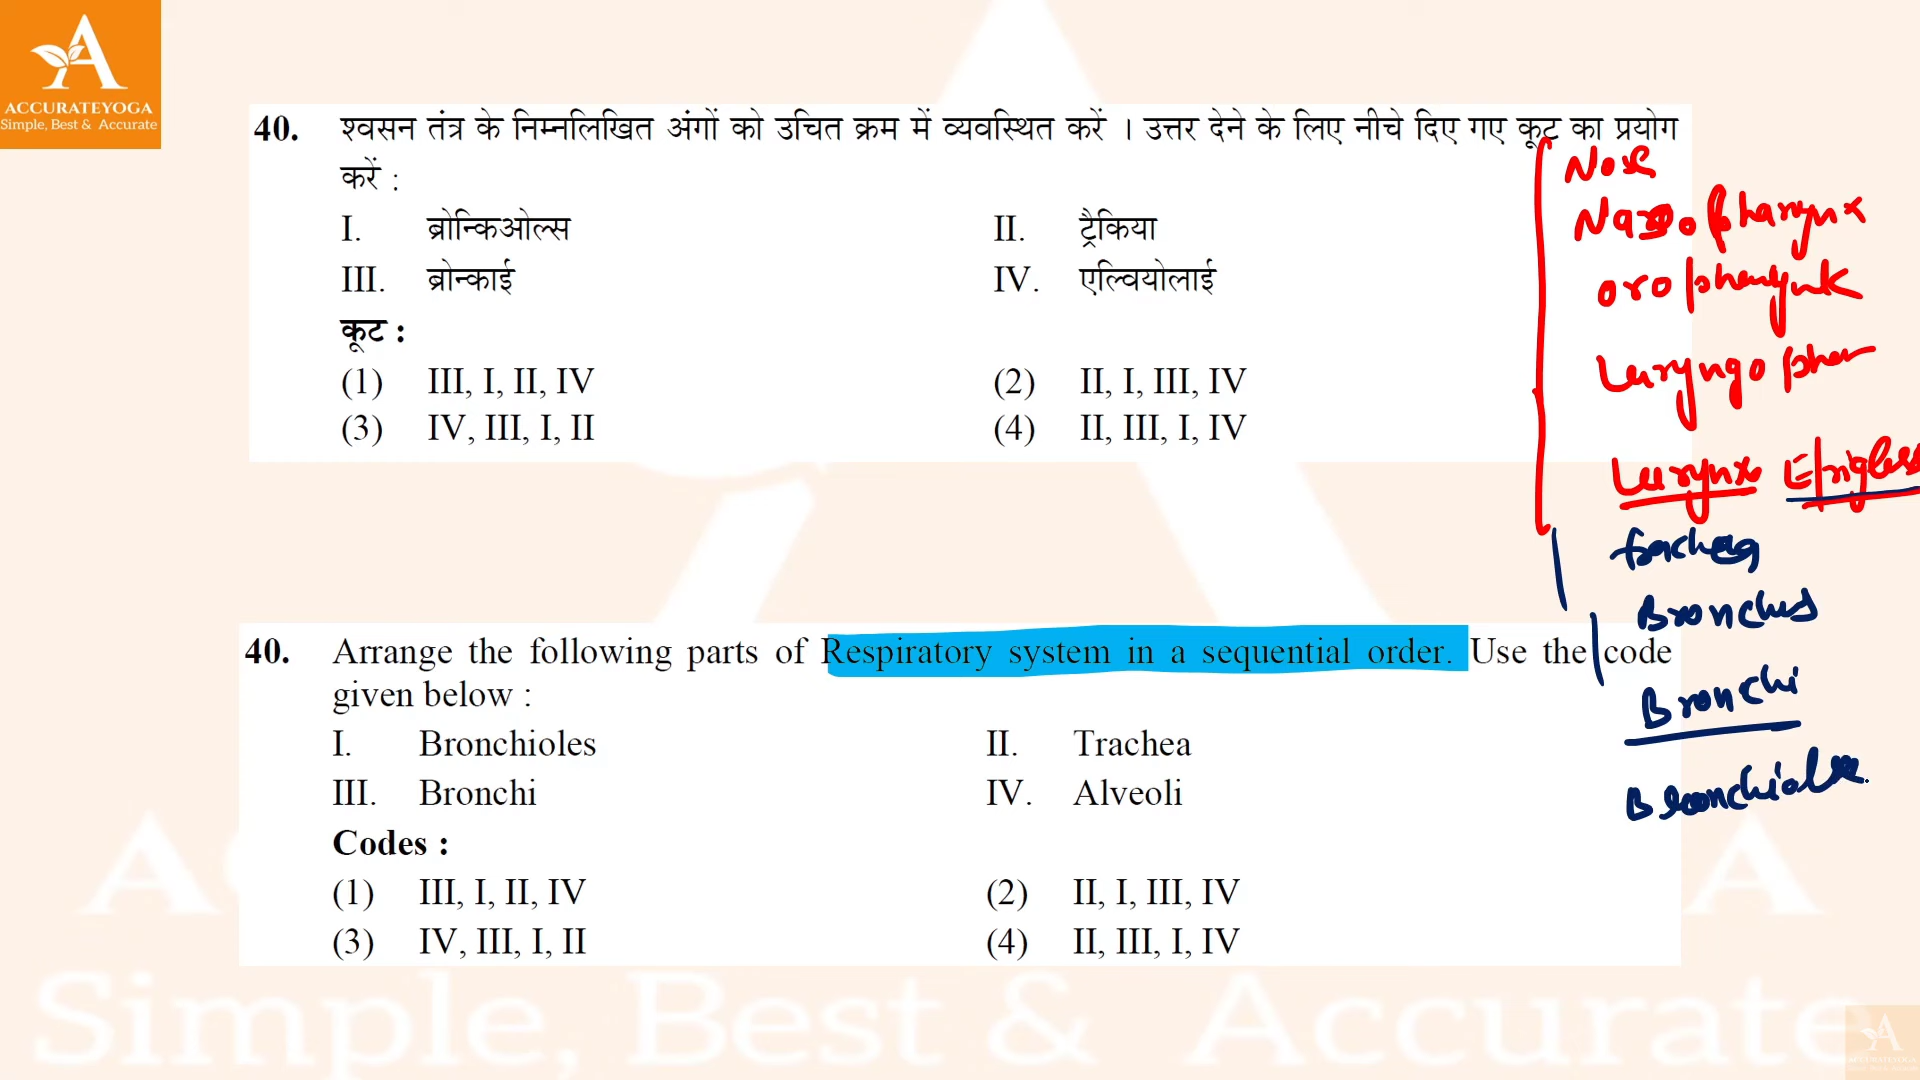 ACCURATEYOGA
Simple, Best & Accurate
40. श्वसन तंत्र के निम्नलिखित अंगों को उचित क्रम में व्यवस्थित करें । उत्तर देने के लिए नीचे दिए गए कूट का प्रयोग
करें :
I. ब्रोन्किओल्स II. ट्रैकिया
III. ब्रोन्काई IV. एल्वियोलाई
कूट :
(1) III, I, II, IV (2) II, I, III, IV
(3) IV, III, I, II (4) II, III, I, IV
Nose
pharynx
Larynx
Trachea
Bronchus
Bronchi
Bronchioles
40. Arrange the following parts of Respiratory system in a sequential order. Use the code
given below :
I. Bronchioles II. Trachea
III. Bronchi IV. Alveoli
Codes :
(1) III, I, II, IV (2) II, I, III, IV
(3) IV, III, I, II (4) II, III, I, IV
Simple, Best & Accurate